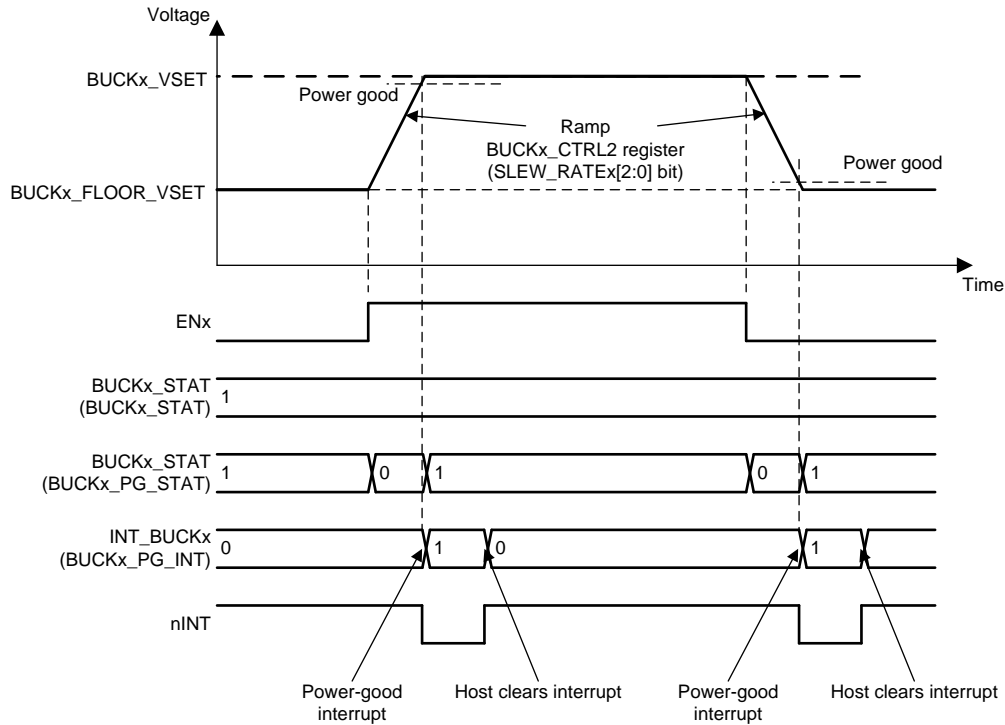 Voltage
BUCKx_VSET
Power good
Ramp
BUCKx_CTRL2 register
(SLEW_RATEx[2:0] bit)
Power good
BUCKx_FLOOR_VSET
Time
ENx
BUCKx_STAT
(BUCKx_STAT)
1
BUCKx_STAT
(BUCKx_PG_STAT)
1 0 1 0 1
INT_BUCKx
(BUCKx_PG_INT)
0 1 0 1
nINT
Power-good
interrupt
Host clears interrupt
Power-good
interrupt
Host clears interrupt